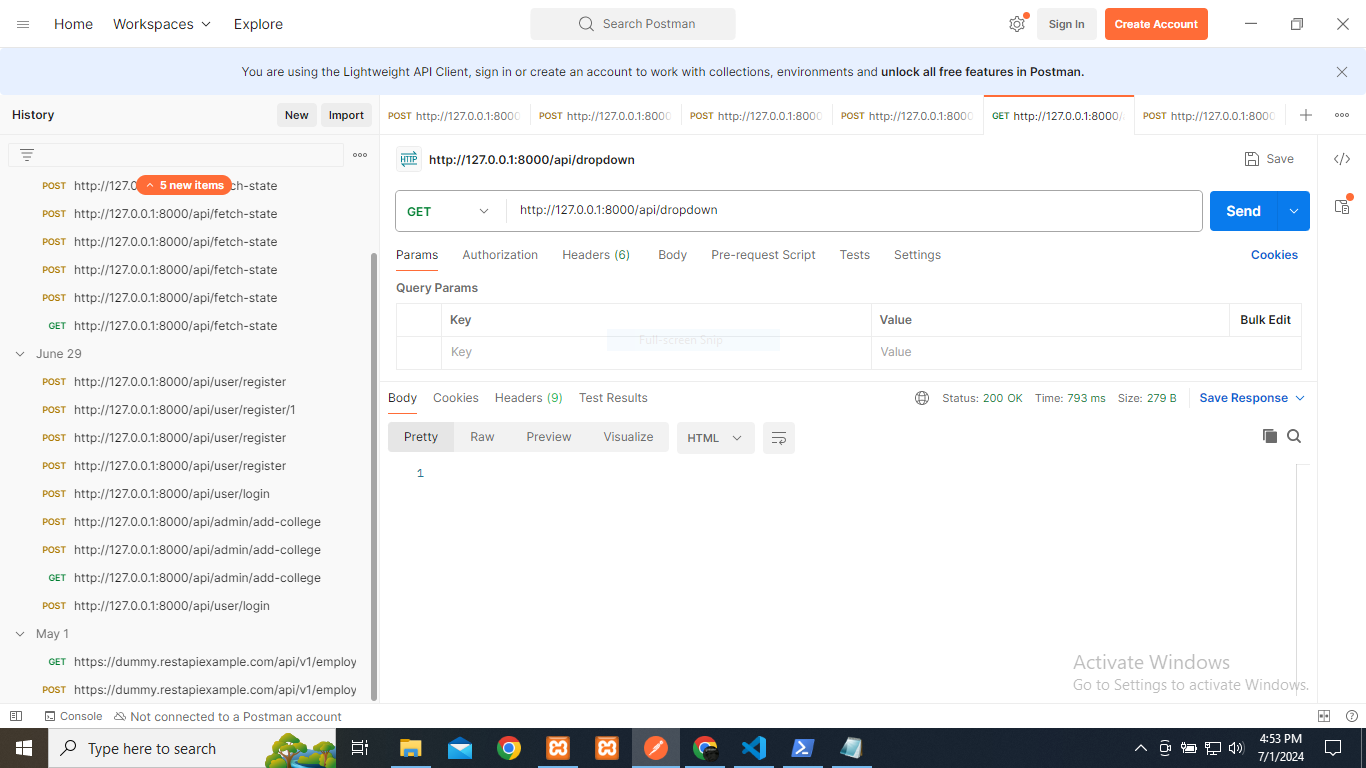 Home
Workspaces
Explore
Search Postman
Sign In
Create Account
You are using the Lightweight API Client, sign in or create an account to work with collections, environments and unlock all free features in Postman.
History
New
Import
POST http://127.0.0.1:8000
POST http://127.0.0.1:8000
POST http://127.0.0.1:8000
POST http://127.0.0.1:8000
GET http://127.0.0.1:8000/
POST http://127.0.0.1:8000
5 new items
POST http://127.0 ch-state
POST http://127.0.0.1:8000/api/fetch-state
POST http://127.0.0.1:8000/api/fetch-state
POST http://127.0.0.1:8000/api/fetch-state
POST http://127.0.0.1:8000/api/fetch-state
GET http://127.0.0.1:8000/api/fetch-state
June 29
POST http://127.0.0.1:8000/api/user/register
POST http://127.0.0.1:8000/api/user/register/1
POST http://127.0.0.1:8000/api/user/register
POST http://127.0.0.1:8000/api/user/register
POST http://127.0.0.1:8000/api/user/login
POST http://127.0.0.1:8000/api/admin/add-college
POST http://127.0.0.1:8000/api/admin/add-college
GET http://127.0.0.1:8000/api/admin/add-college
POST http://127.0.0.1:8000/api/user/login
May 1
GET https://dummy.restapiexample.com/api/v1/employ
POST https://dummy.restapiexample.com/api/v1/employ
HTTP http://127.0.0.1:8000/api/dropdown
Save
GET http://127.0.0.1:8000/api/dropdown
Send
Params Authorization Headers (6) Body Pre-request Script Tests Settings
Cookies
Query Params
Key Value Bulk Edit
Key Value
Full-screen Snip
Body Cookies Headers (9) Test Results
Status: 200 OK Time: 793 ms Size: 279 B
Save Response
Pretty Raw Preview Visualize
HTML
1
Activate Windows
Go to Settings to activate Windows.
Console
Not connected to a Postman account
Type here to search
4:53 PM
7/1/2024